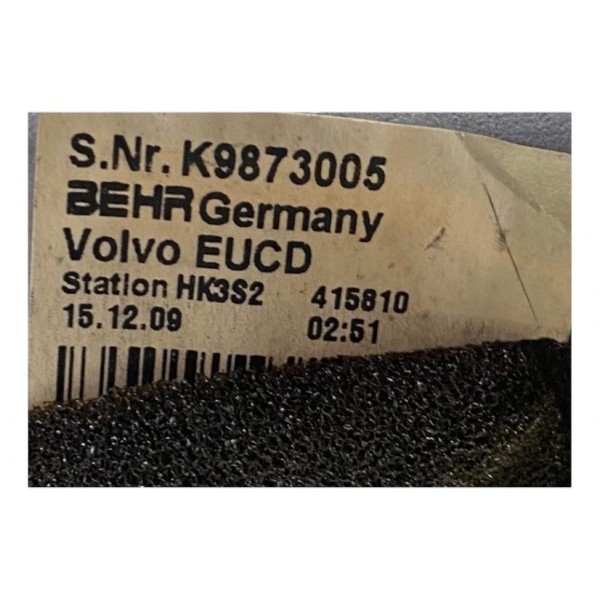 S.Nr. K9873005
BEHR Germany
Volvo EUCD
Station HK3S2 415810
15.12.09 02:51